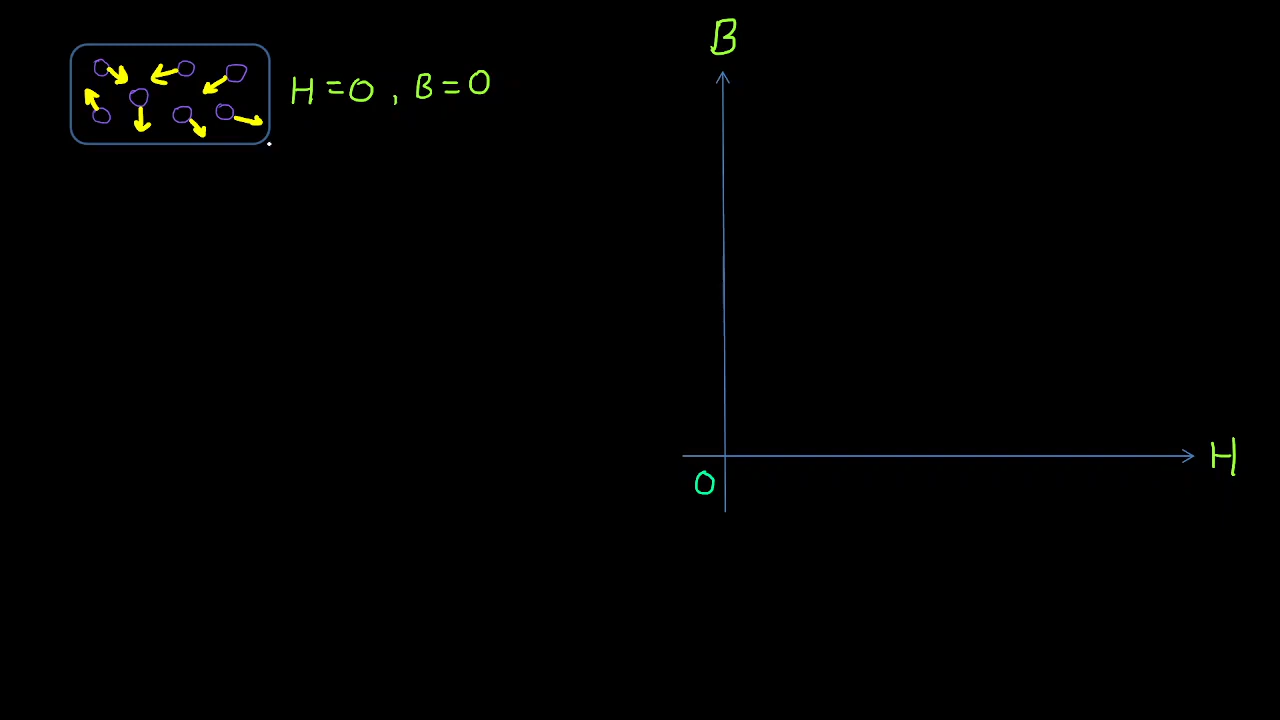 B
H = 0 , B = 0
H
0